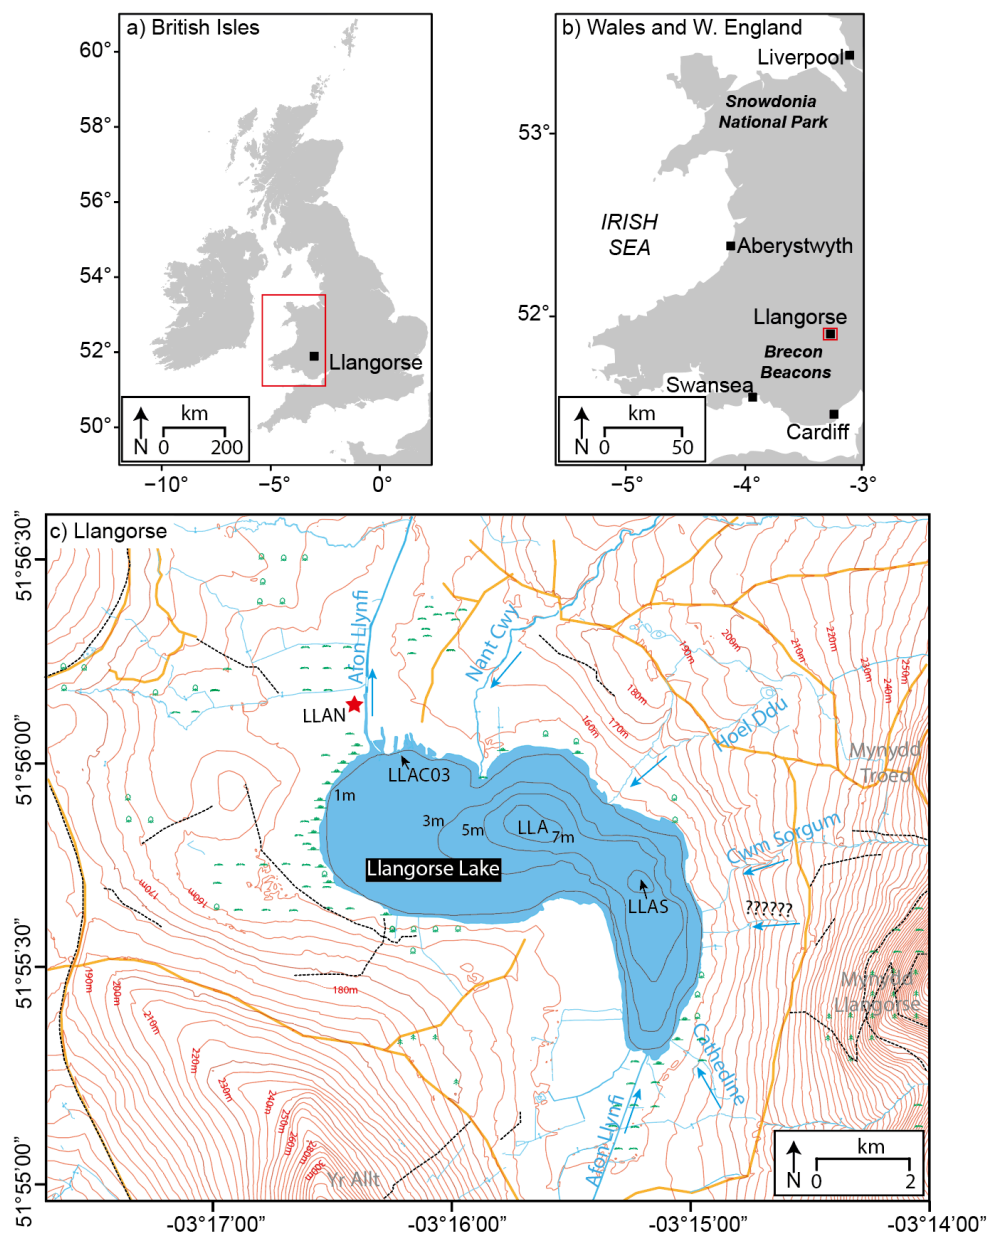 a) British Isles
60°
58°
56°
54°
52°
50°
Llangorse
km
N
0
200
−10°
−5°
0°
b) Wales and W. England
Liverpool
Snowdonia
National Park
53°
IRISH
SEA
Aberystwyth
52°
Llangorse
Brecon
Beacons
Swansea
Cardiff
km
N
0
50
-5°
-4°
-3°
c) Llangorse
51°56'30”
51°56'00”
51°55'30”
51°55'00”
Afon Llynfi
Nant Cwy
LLAN
LLAC03
1m
3m
5m
LLA
7m
Llangorse Lake
LLAS
160m
170m
180m
190m
200m
210m
220m
230m
240m
250m
Hoel Ddu
Mynydd
Troed
Cwm Sorgum
??????
Mynydd
Llangorse
Cathedine
Afon Llynfi
170m
160m
180m
190m
200m
210m
220m
230m
240m
250m
260m
280m
300m
Yr Allt
km
N
0
2
-03°17'00”
-03°16'00”
-03°15'00”
-03°14'00”